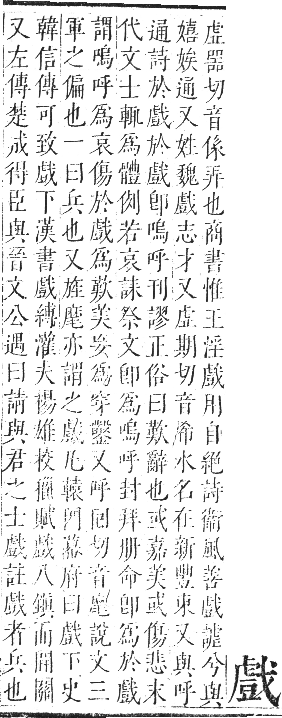 戲
虛器切音係弄也商書惟王淫戲用自絕詩衞風善戲謔兮與
嬉娭通又姓魏戲志才又虛期切音希水名在新豐東又與呼
通詩於戲於戲卽嗚呼刊謬正俗曰歎辭也或嘉美或傷悲末
代文士輒爲體例若哀誄祭文卽爲嗚呼封拜册命卽爲於戲
謂嗚呼爲哀傷於戲爲歎美妄爲穿鑿又呼回切音麾說文三
軍之偏也一曰兵也又旌麾亦謂之戲凡轅門幕府曰戲下史
韓信傳可致戲下漢書戲縛灌夫揚雄校獵賦戲八鎭而開關
又左傳楚成得臣與晉文公遇曰請與君之士戲註戲者兵也